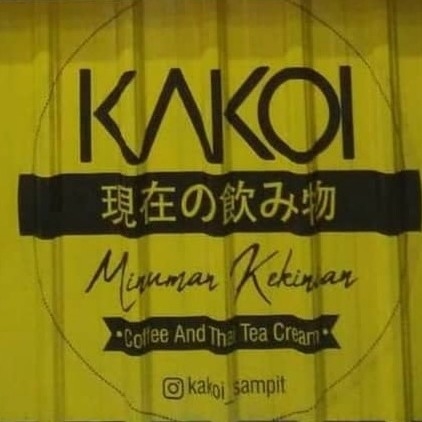 KAKOI
現在の飲み物
Minuman Kekinian
•Coffee And Thai Tea Cream•
kakoi_sampit